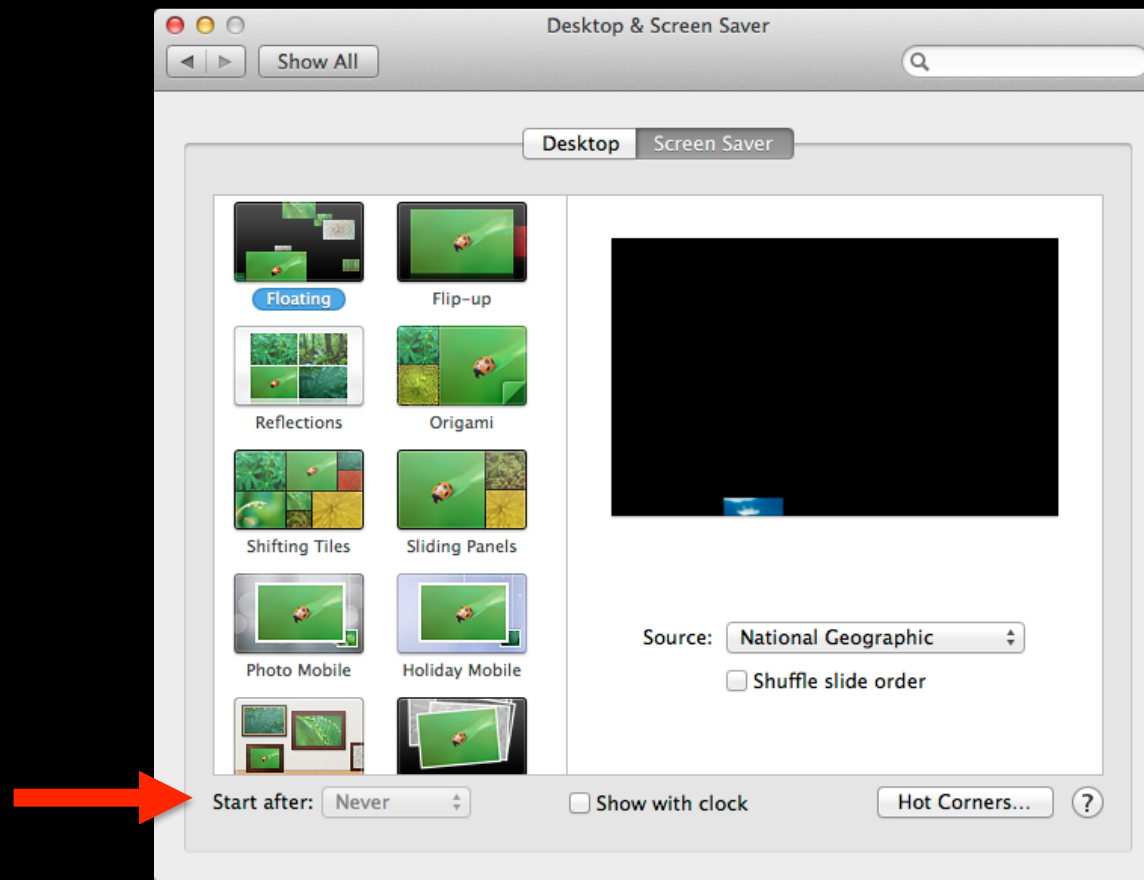 Desktop & Screen Saver
Show All
Desktop Screen Saver
Floating Flip-up
Reflections Origami
Shifting Tiles Sliding Panels
Photo Mobile Holiday Mobile
Source: National Geographic
Shuffle slide order
Start after: Never Show with clock Hot Corners... ?